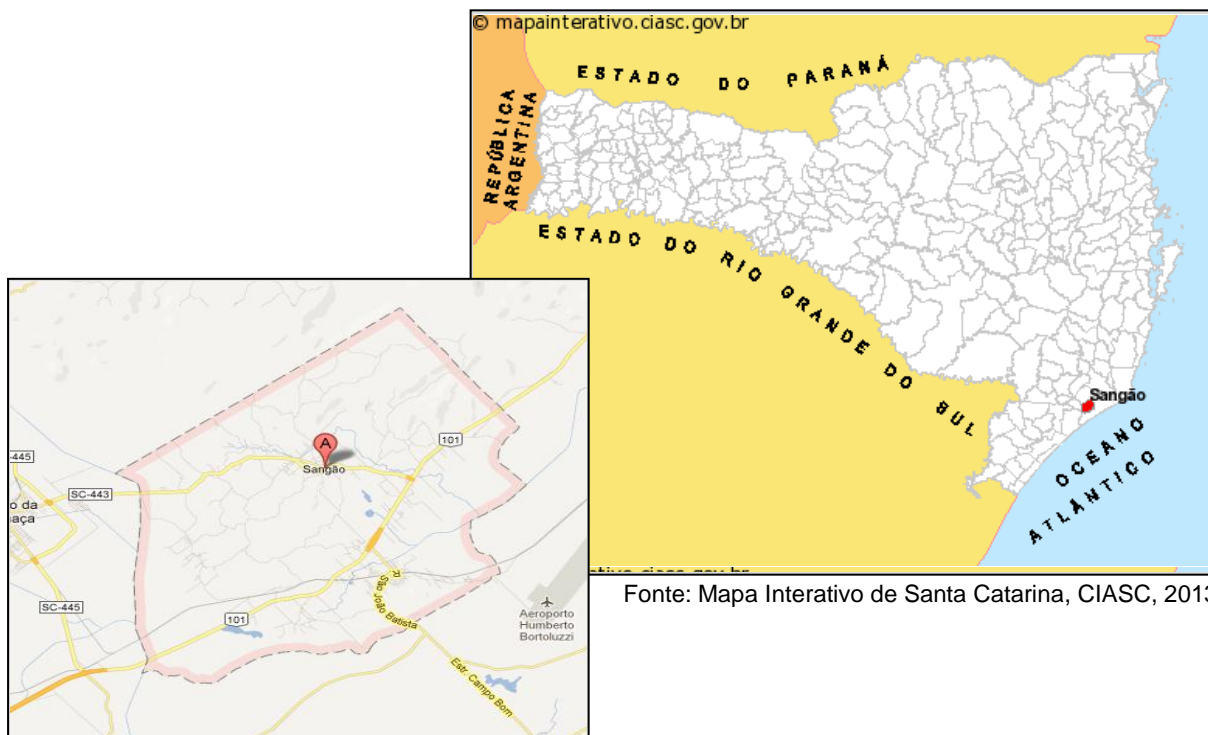 © mapainterativo.ciasc.gov.br
ESTADO DO PARANÁ
REPÚBLICA
ARGENTINA
ESTADO DO RIO GRANDE DO SUL
Sangão
OCEANO
ATLÂNTICO
Fonte: Mapa Interativo de Santa Catarina, CIASC, 2013
101
A
Sangão
-445
SC-443
o da
aça
SC-445
101
R. São João Batista
Estr. Campo Bom
Aeroporto
Humberto
Bortoluzzi